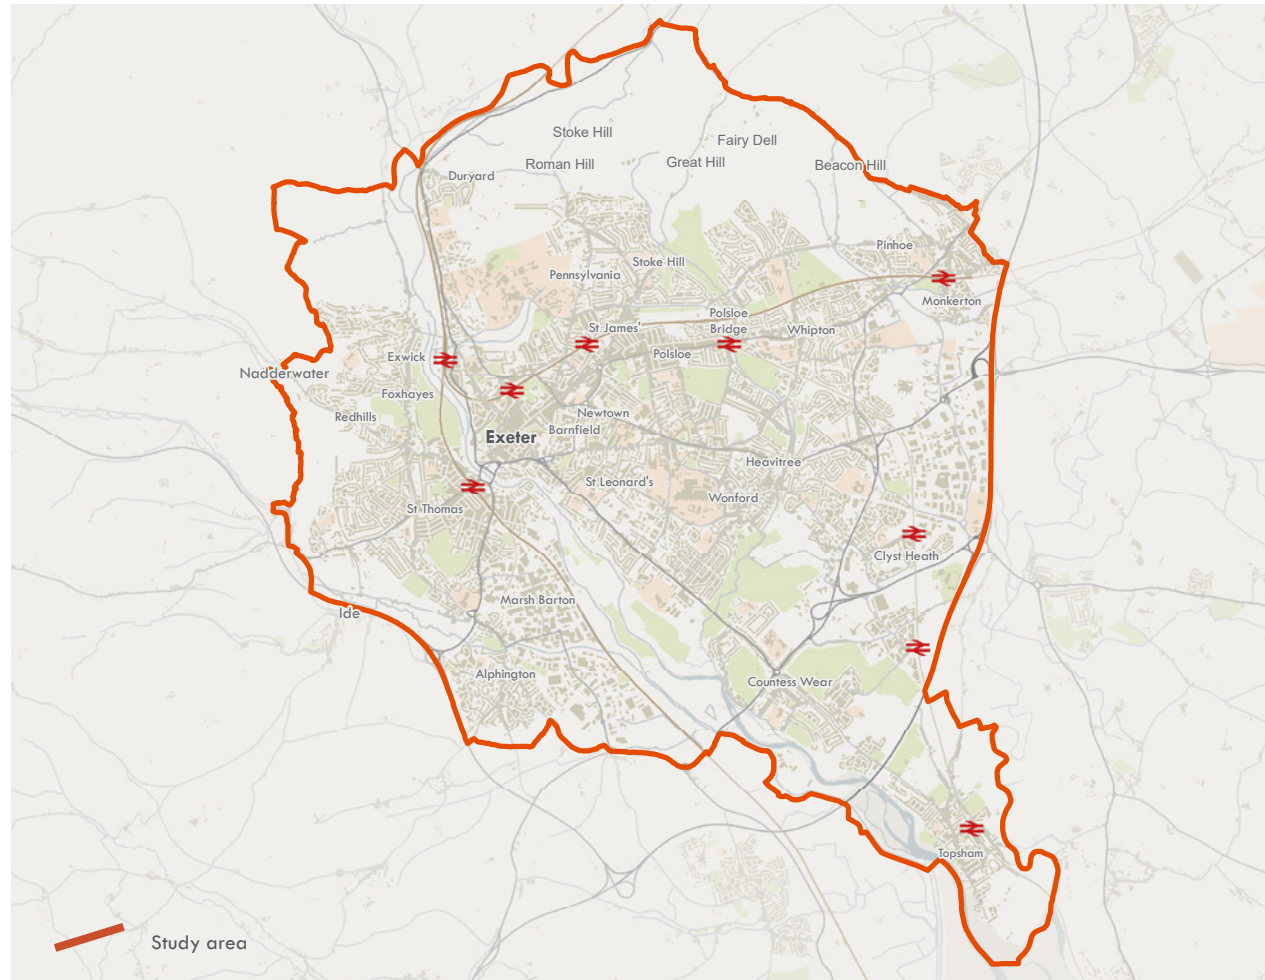 Stoke Hill
Fairy Dell
Roman Hill
Great Hill
Beacon Hill
Duryard
Pinhoe
Stoke Hill
Pennsylvania
Monkerton
Polsloe
Bridge
St James'
Whipton
Polsloe
Exwick
Nadderwater
Foxhayes
Redhills
Newtown
Barnfield
Exeter
Heavitree
St Leonard's
Wonford
St Thomas
Clyst Heath
Marsh Barton
Ide
Alphington
Countess Wear
Topsham
Study area